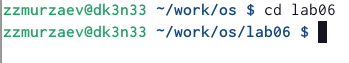 zzmurzaev@dk3n33 ~/work/os $ cd lab06
zzmurzaev@dk3n33 ~/work/os/lab06 $